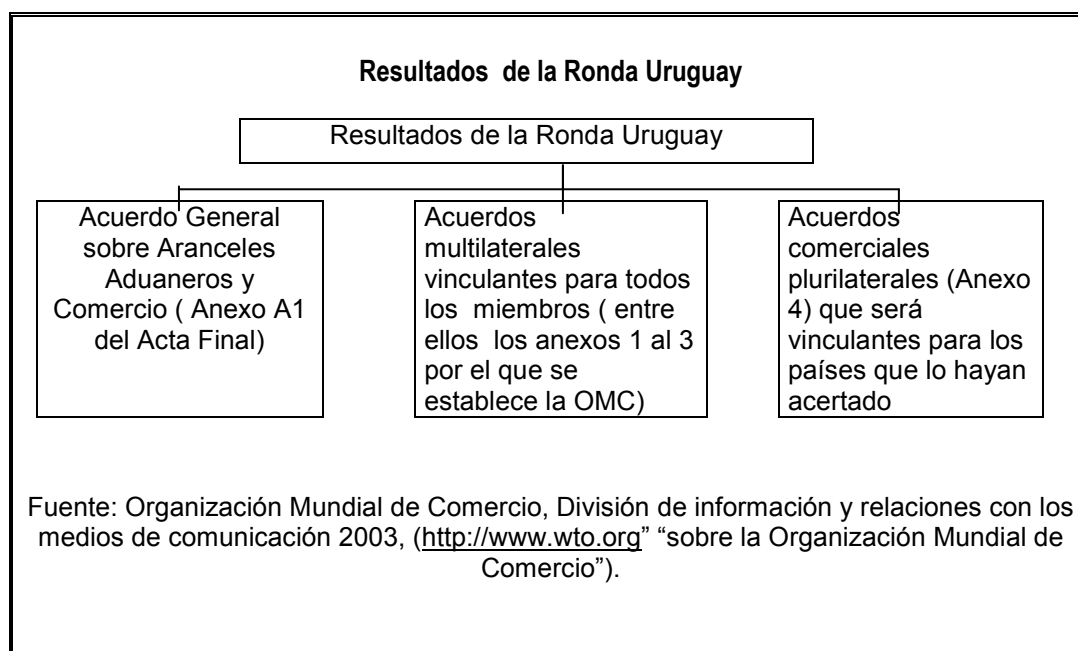 Resultados de la Ronda Uruguay
Resultados de la Ronda Uruguay
Acuerdo General
sobre Aranceles
Aduaneros y
Comercio ( Anexo A1
del Acta Final)
Acuerdos
multilaterales
vinculantes para todos
los miembros ( entre
ellos los anexos 1 al 3
por el que se
establece la OMC)
Acuerdos
comerciales
plurilaterales (Anexo
4) que será
vinculantes para los
países que lo hayan
acertado
Fuente: Organización Mundial de Comercio, División de información y relaciones con los
medios de comunicación 2003, (http://www.wto.org” “sobre la Organización Mundial de
Comercio”).